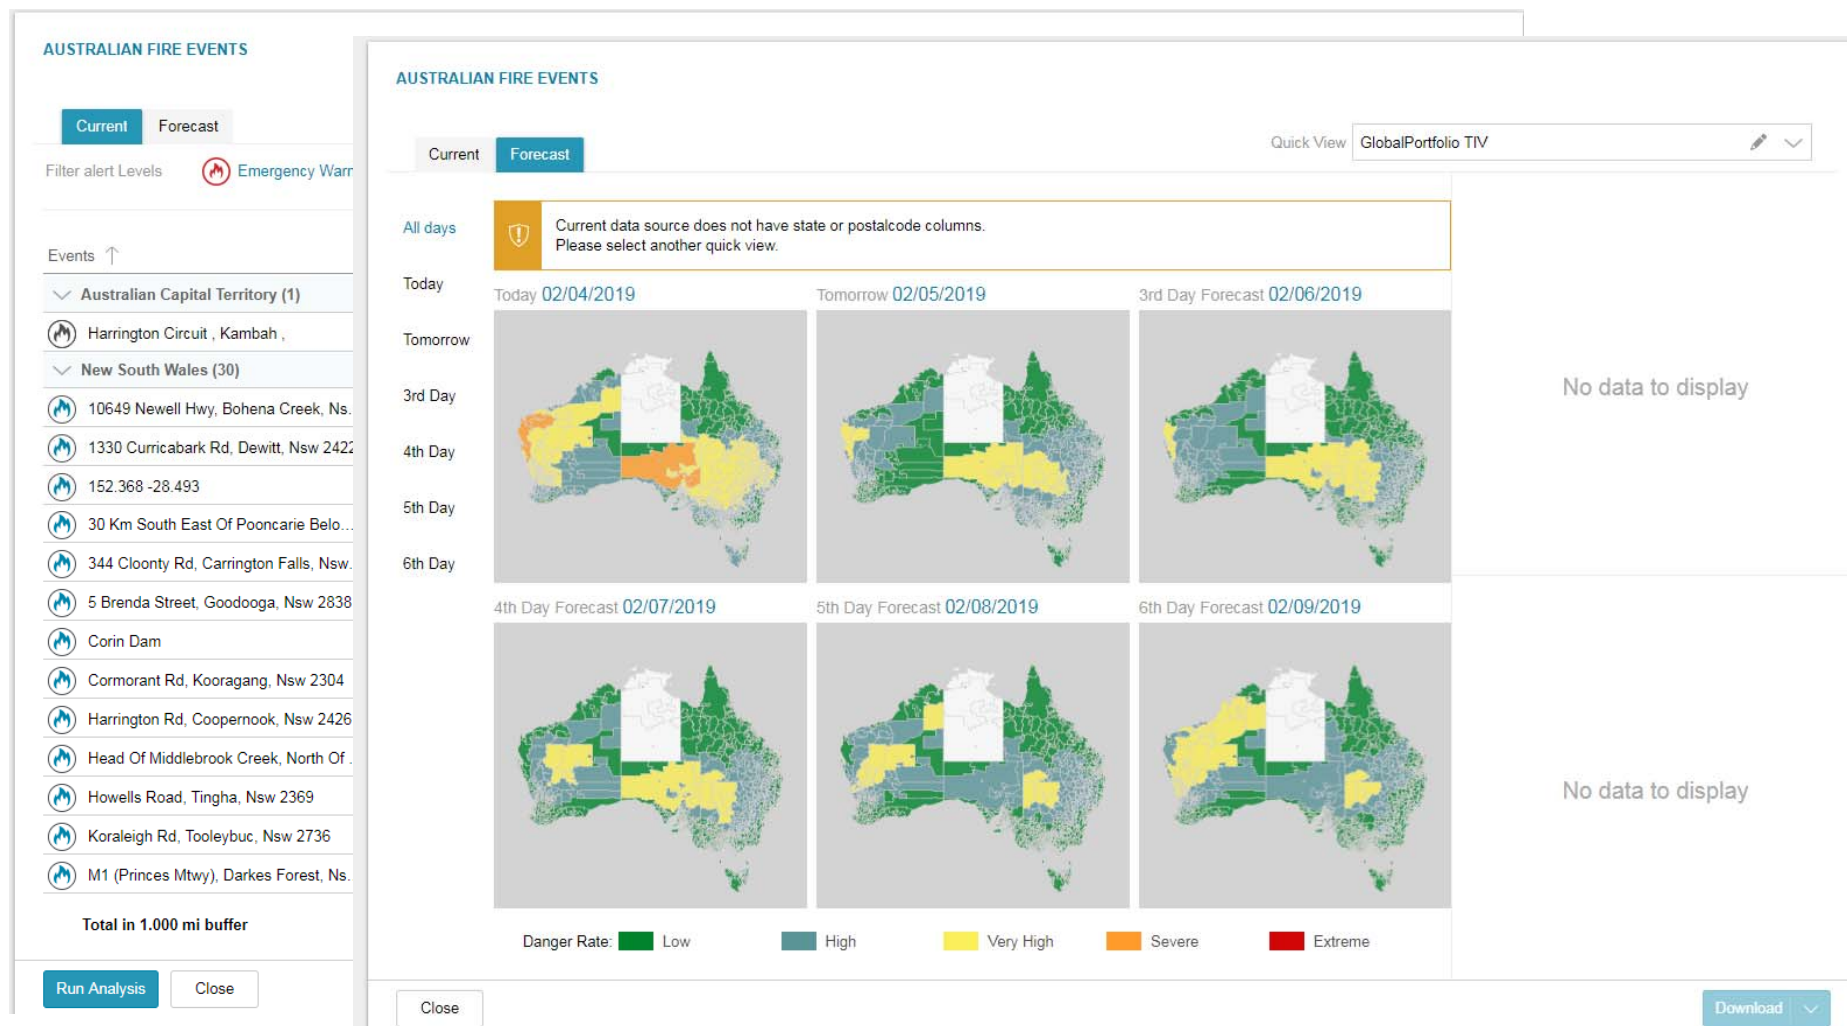 AUSTRALIAN FIRE EVENTS
Current
Forecast
Filter alert Levels
Emergency Warn
Events
Australian Capital Territory (1)
Harrington Circuit , Kambah ,
New South Wales (30)
10649 Newell Hwy, Bohena Creek, Ns.
1330 Curricabark Rd, Dewitt, Nsw 2422
152.368 -28.493
30 Km South East Of Pooncarie Belo...
344 Cloonty Rd, Carrington Falls, Nsw.
5 Brenda Street, Goodooga, Nsw 2838
Corin Dam
Cormorant Rd, Kooragang, Nsw 2304
Harrington Rd, Coopernook, Nsw 2426
Head Of Middlebrook Creek, North Of .
Howells Road, Tingha, Nsw 2369
Koraleigh Rd, Tooleybuc, Nsw 2736
M1 (Princes Mtwy), Darkes Forest, Ns.
Total in 1.000 mi buffer
Run Analysis
Close
AUSTRALIAN FIRE EVENTS
Current
Forecast
Quick View
GlobalPortfolio TIV
All days
Today
Tomorrow
3rd Day
4th Day
5th Day
6th Day
Current data source does not have state or postalcode columns.
Please select another quick view.
Today 02/04/2019
Tomorrow 02/05/2019
3rd Day Forecast 02/06/2019
4th Day Forecast 02/07/2019
5th Day Forecast 02/08/2019
6th Day Forecast 02/09/2019
Danger Rate:
Low
High
Very High
Severe
Extreme
No data to display
No data to display
Close
Download